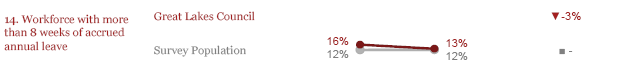 14. Workforce with more
than 8 weeks of accrued
annual leave
Great Lakes Council
▼-3%
Survey Population
16%
12%
13%
12%
■ -